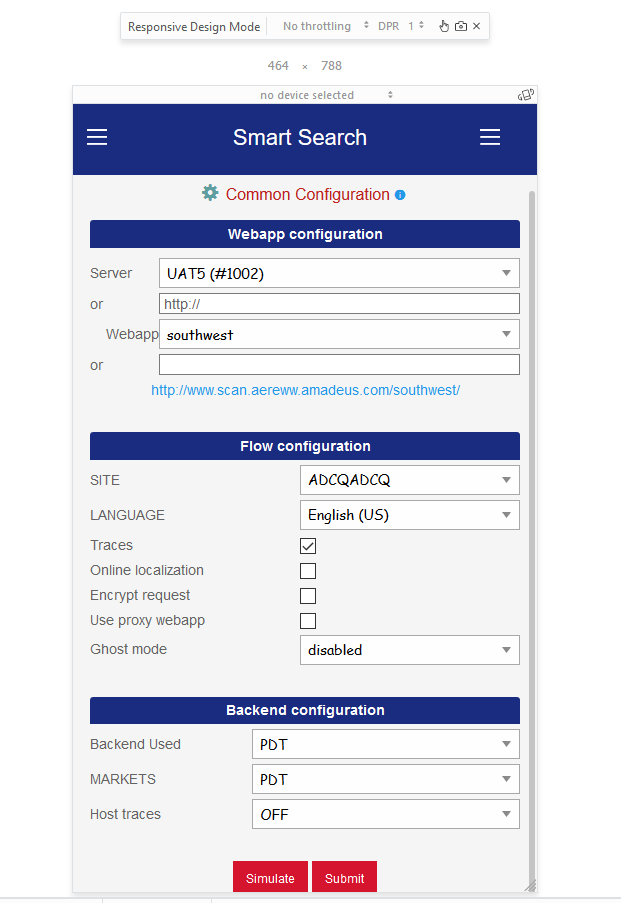 Responsive Design Mode No throttling DPR 1
464 × 788
no device selected
Smart Search
Common Configuration
Webapp configuration
Server UAT5 (#1002)
or http://
Webapp southwest
or
http://www.scan.aereww.amadeus.com/southwest/
Flow configuration
SITE ADCQADCQ
LANGUAGE English (US)
Traces
Online localization
Encrypt request
Use proxy webapp
Ghost mode disabled
Backend configuration
Backend Used PDT
MARKETS PDT
Host traces OFF
Simulate Submit